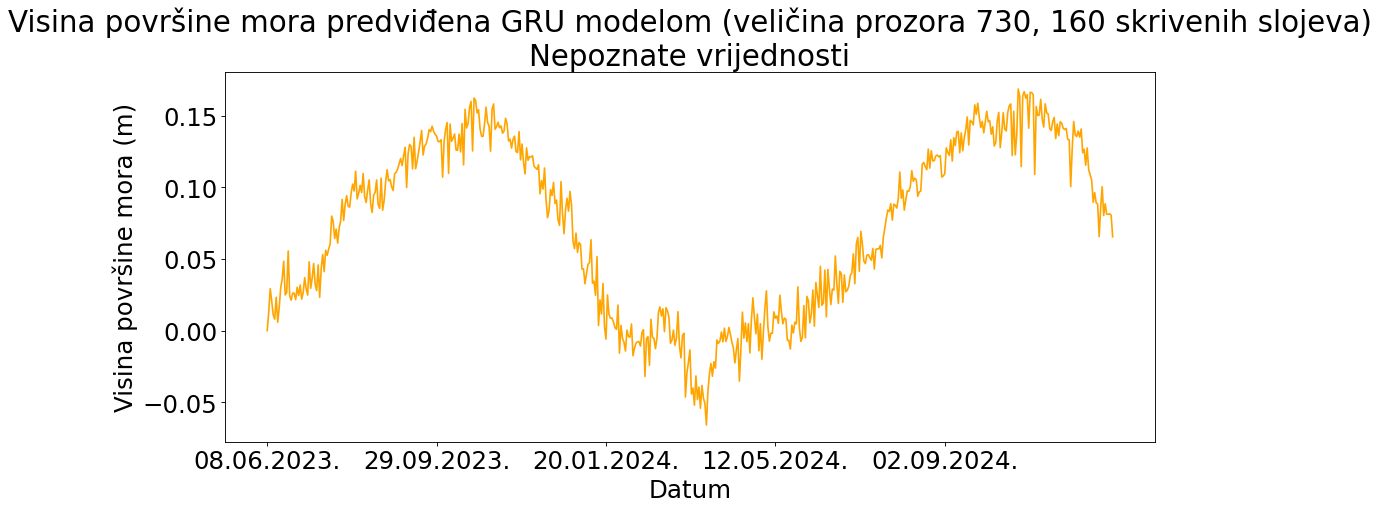 Visina površine mora predviđena GRU modelom (veličina prozora 730, 160 skrivenih slojeva)
Nepoznate vrijednosti
Visina površine mora (m)
0.15
0.10
0.05
0.00
−0.05
08.06.2023. 29.09.2023. 20.01.2024. 12.05.2024. 02.09.2024.
Datum